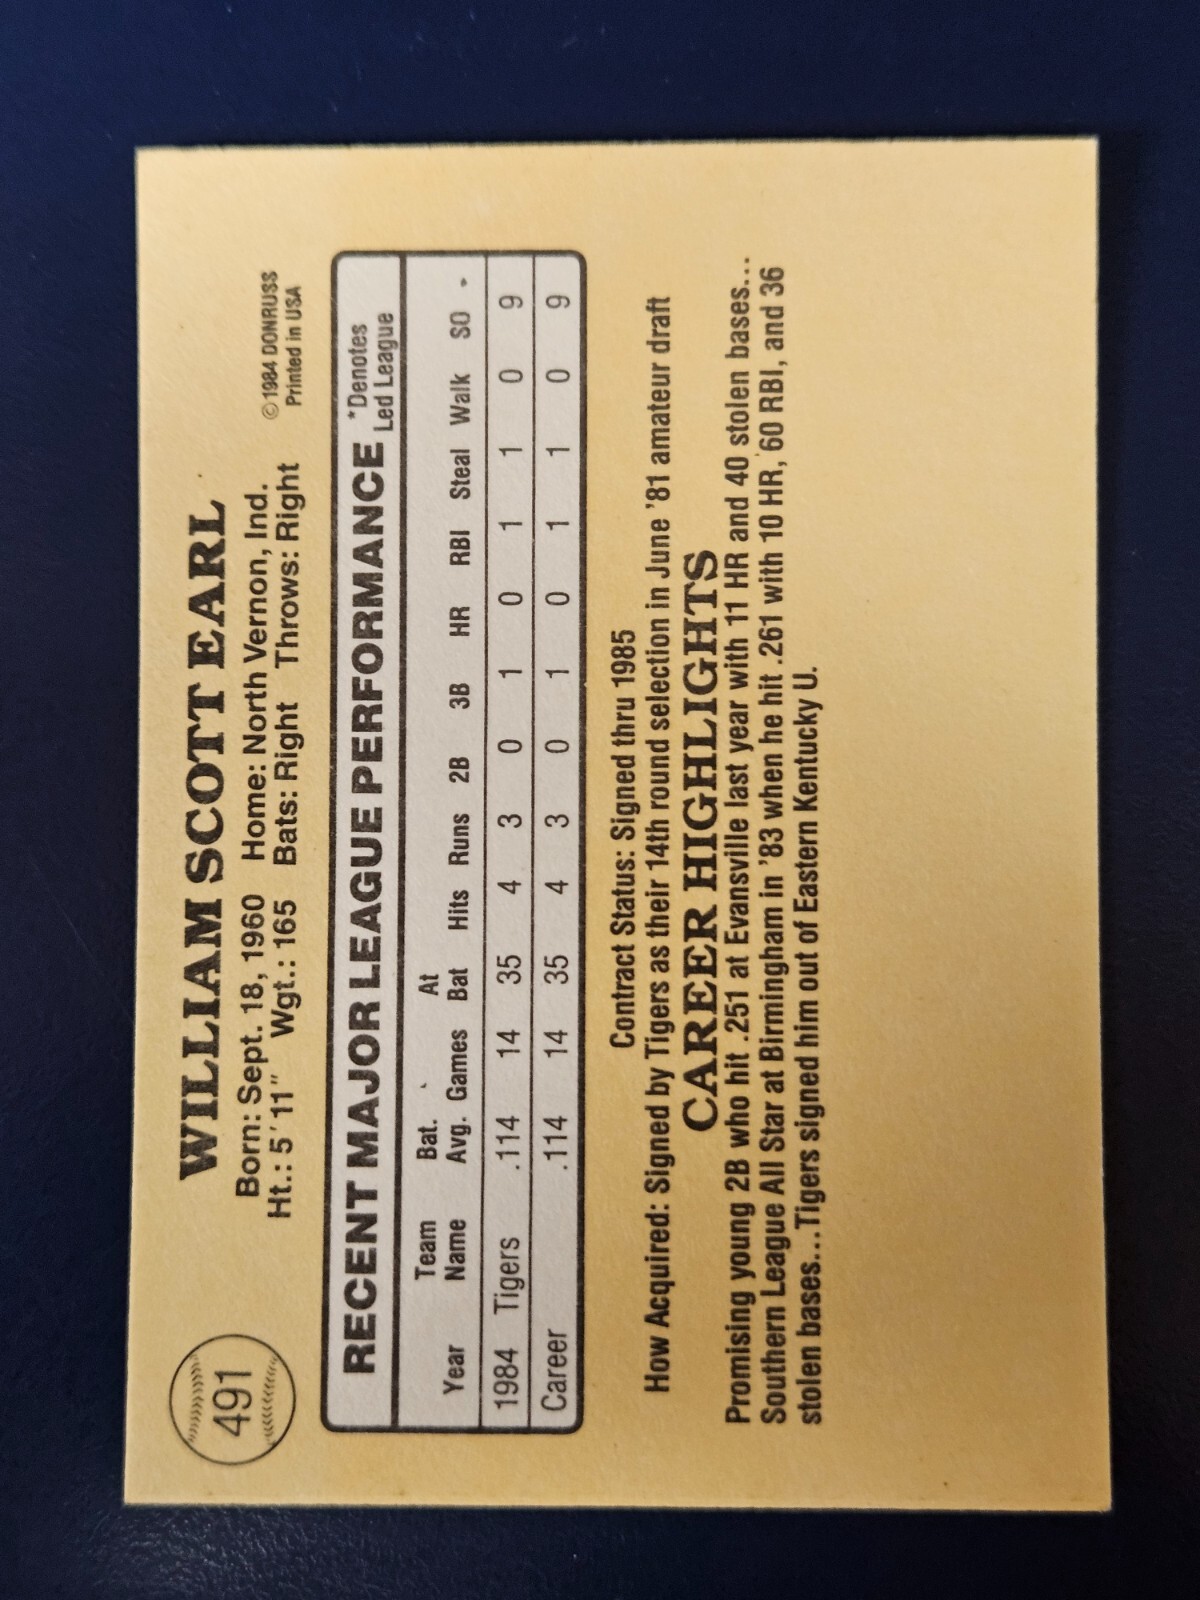 491
WILLIAM SCOTT EARL
Born: Sept. 18, 1960 Home: North Vernon, Ind. ©1984 DONRUSS
Ht.: 5'11" Wgt.: 165 Bats: Right Throws: Right Printed in USA
RECENT MAJOR LEAGUE PERFORMANCE *Denotes
Led League
Team Bat. At
Year Name Avg. Games Bat Hits Runs 2B 3B HR RBI Steal Walk SO
1984 Tigers .114 14 35 4 3 0 1 0 1 1 0 9
Career .114 14 35 4 3 0 1 0 1 1 0 9
Contract Status: Signed thru 1985
How Acquired: Signed by Tigers as their 14th round selection in June '81 amateur draft
CAREER HIGHLIGHTS
Promising young 2B who hit .251 at Evansville last year with 11 HR and 40 stolen bases...
Southern League All Star at Birmingham in '83 when he hit .261 with 10 HR, 60 RBI, and 36
stolen bases...Tigers signed him out of Eastern Kentucky U.